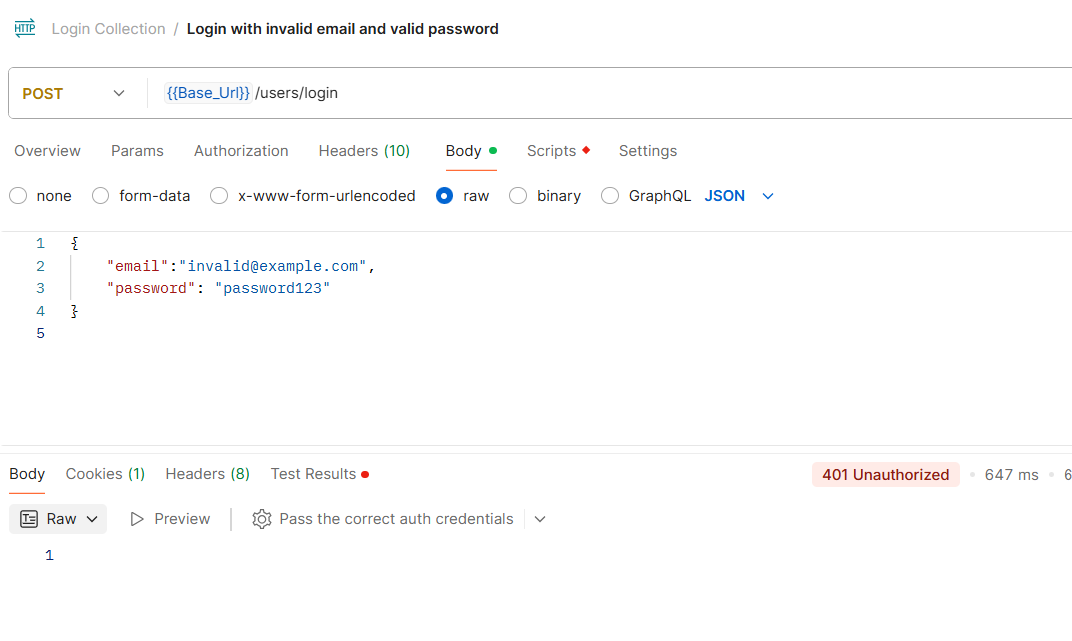 HTTP Login Collection / Login with invalid email and valid password
POST {{Base_Url}} /users/login
Overview Params Authorization Headers (10) Body Scripts Settings
none form-data x-www-form-urlencoded raw binary GraphQL JSON
1 {
2 "email":"invalid@example.com",
3 "password": "password123"
4 }
5
Body Cookies (1) Headers (8) Test Results 401 Unauthorized 647 ms 6
Raw Preview Pass the correct auth credentials
1